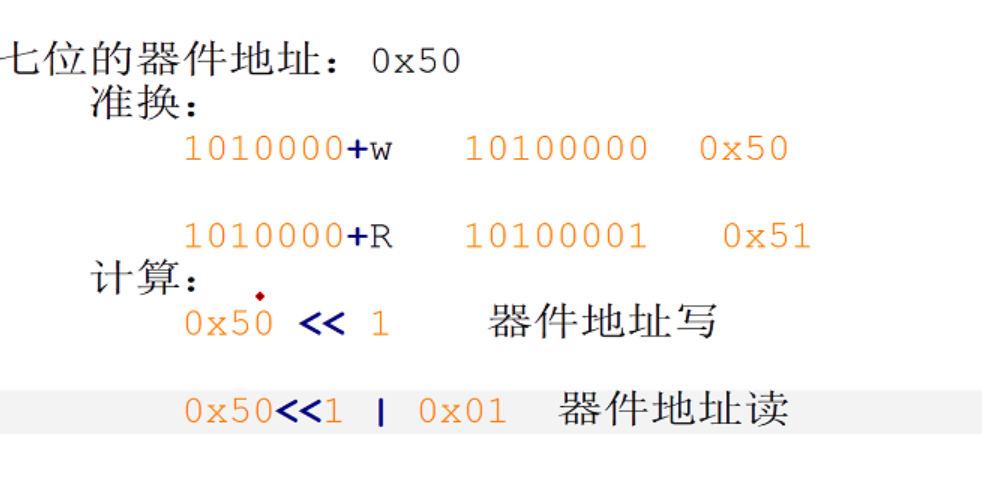 七位的器件地址：0x50
准换：
1010000+w 10100000 0x50
1010000+R 10100001 0x51
计算：
0x50 << 1 器件地址写
0x50<<1 | 0x01 器件地址读